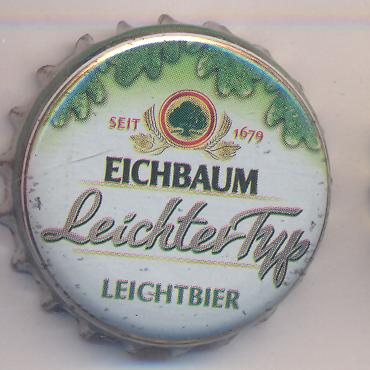 SEIT 1679
EICHBAUM
Leichter Typ
LEICHTBIER